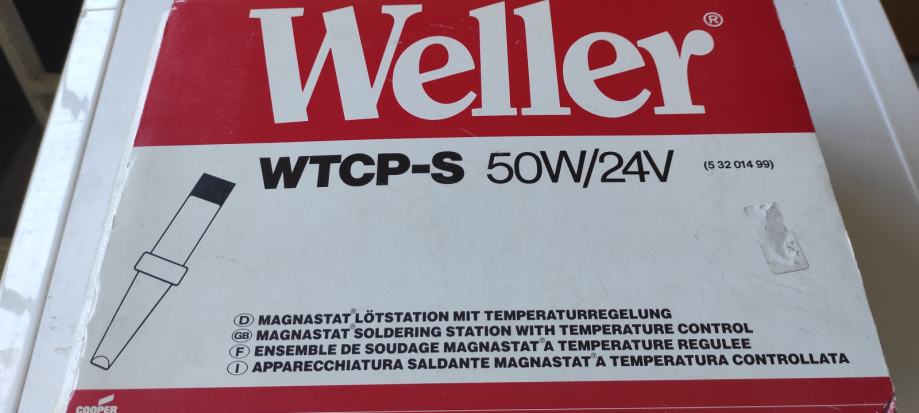 Weller®
WTCP-S 50W/24V (5 32 014 99)
D MAGNASTAT® LÖTSTATION MIT TEMPERATURREGELUNG
GB MAGNASTAT® SOLDERING STATION WITH TEMPERATURE CONTROL
F ENSEMBLE DE SOUDAGE MAGNASTAT® A TEMPERATURE REGULEE
I APPARECCHIATURA SALDANTE MAGNASTAT® A TEMPERATURA CONTROLLATA
COOPER